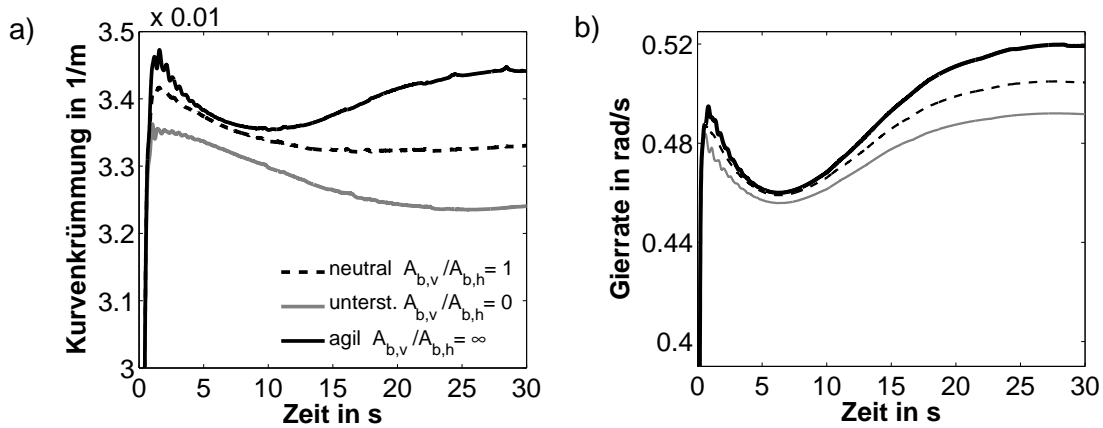 a)
x 0.01
Kurvenkrümmung in 1/m
3.5
3.4
3.3
3.2
3.1
3
neutral A_b,v /A_b,h = 1
unterst. A_b,v /A_b,h = 0
agil A_b,v /A_b,h = ∞
0 5 10 15 20 25 30
Zeit in s
b)
Gierrate in rad/s
0.52
0.48
0.44
0.4
0 5 10 15 20 25 30
Zeit in s